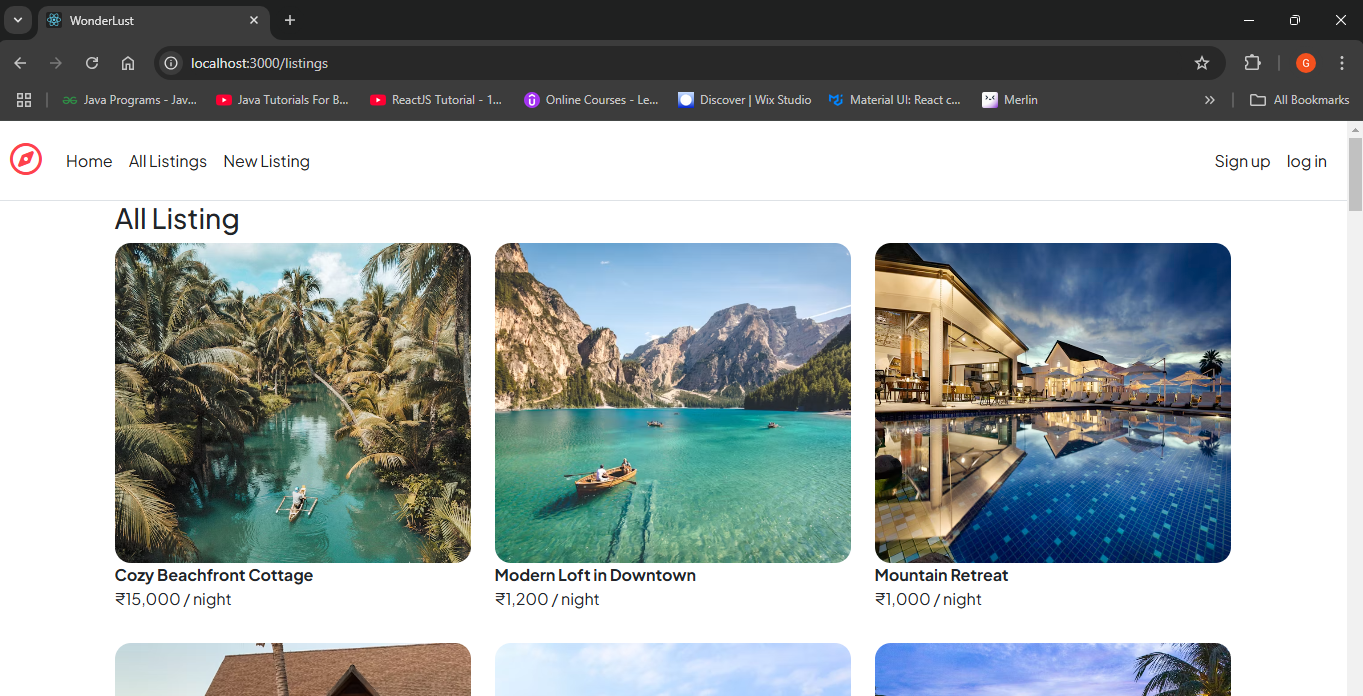 WonderLust
localhost:3000/listings
G
Java Programs - Jav...
Java Tutorials For B...
ReactJS Tutorial - 1...
Online Courses - Le...
Discover | Wix Studio
Material UI: React c...
Merlin
All Bookmarks
Home
All Listings
New Listing
Sign up
log in
All Listing
Cozy Beachfront Cottage
₹15,000 / night
Modern Loft in Downtown
₹1,200 / night
Mountain Retreat
₹1,000 / night